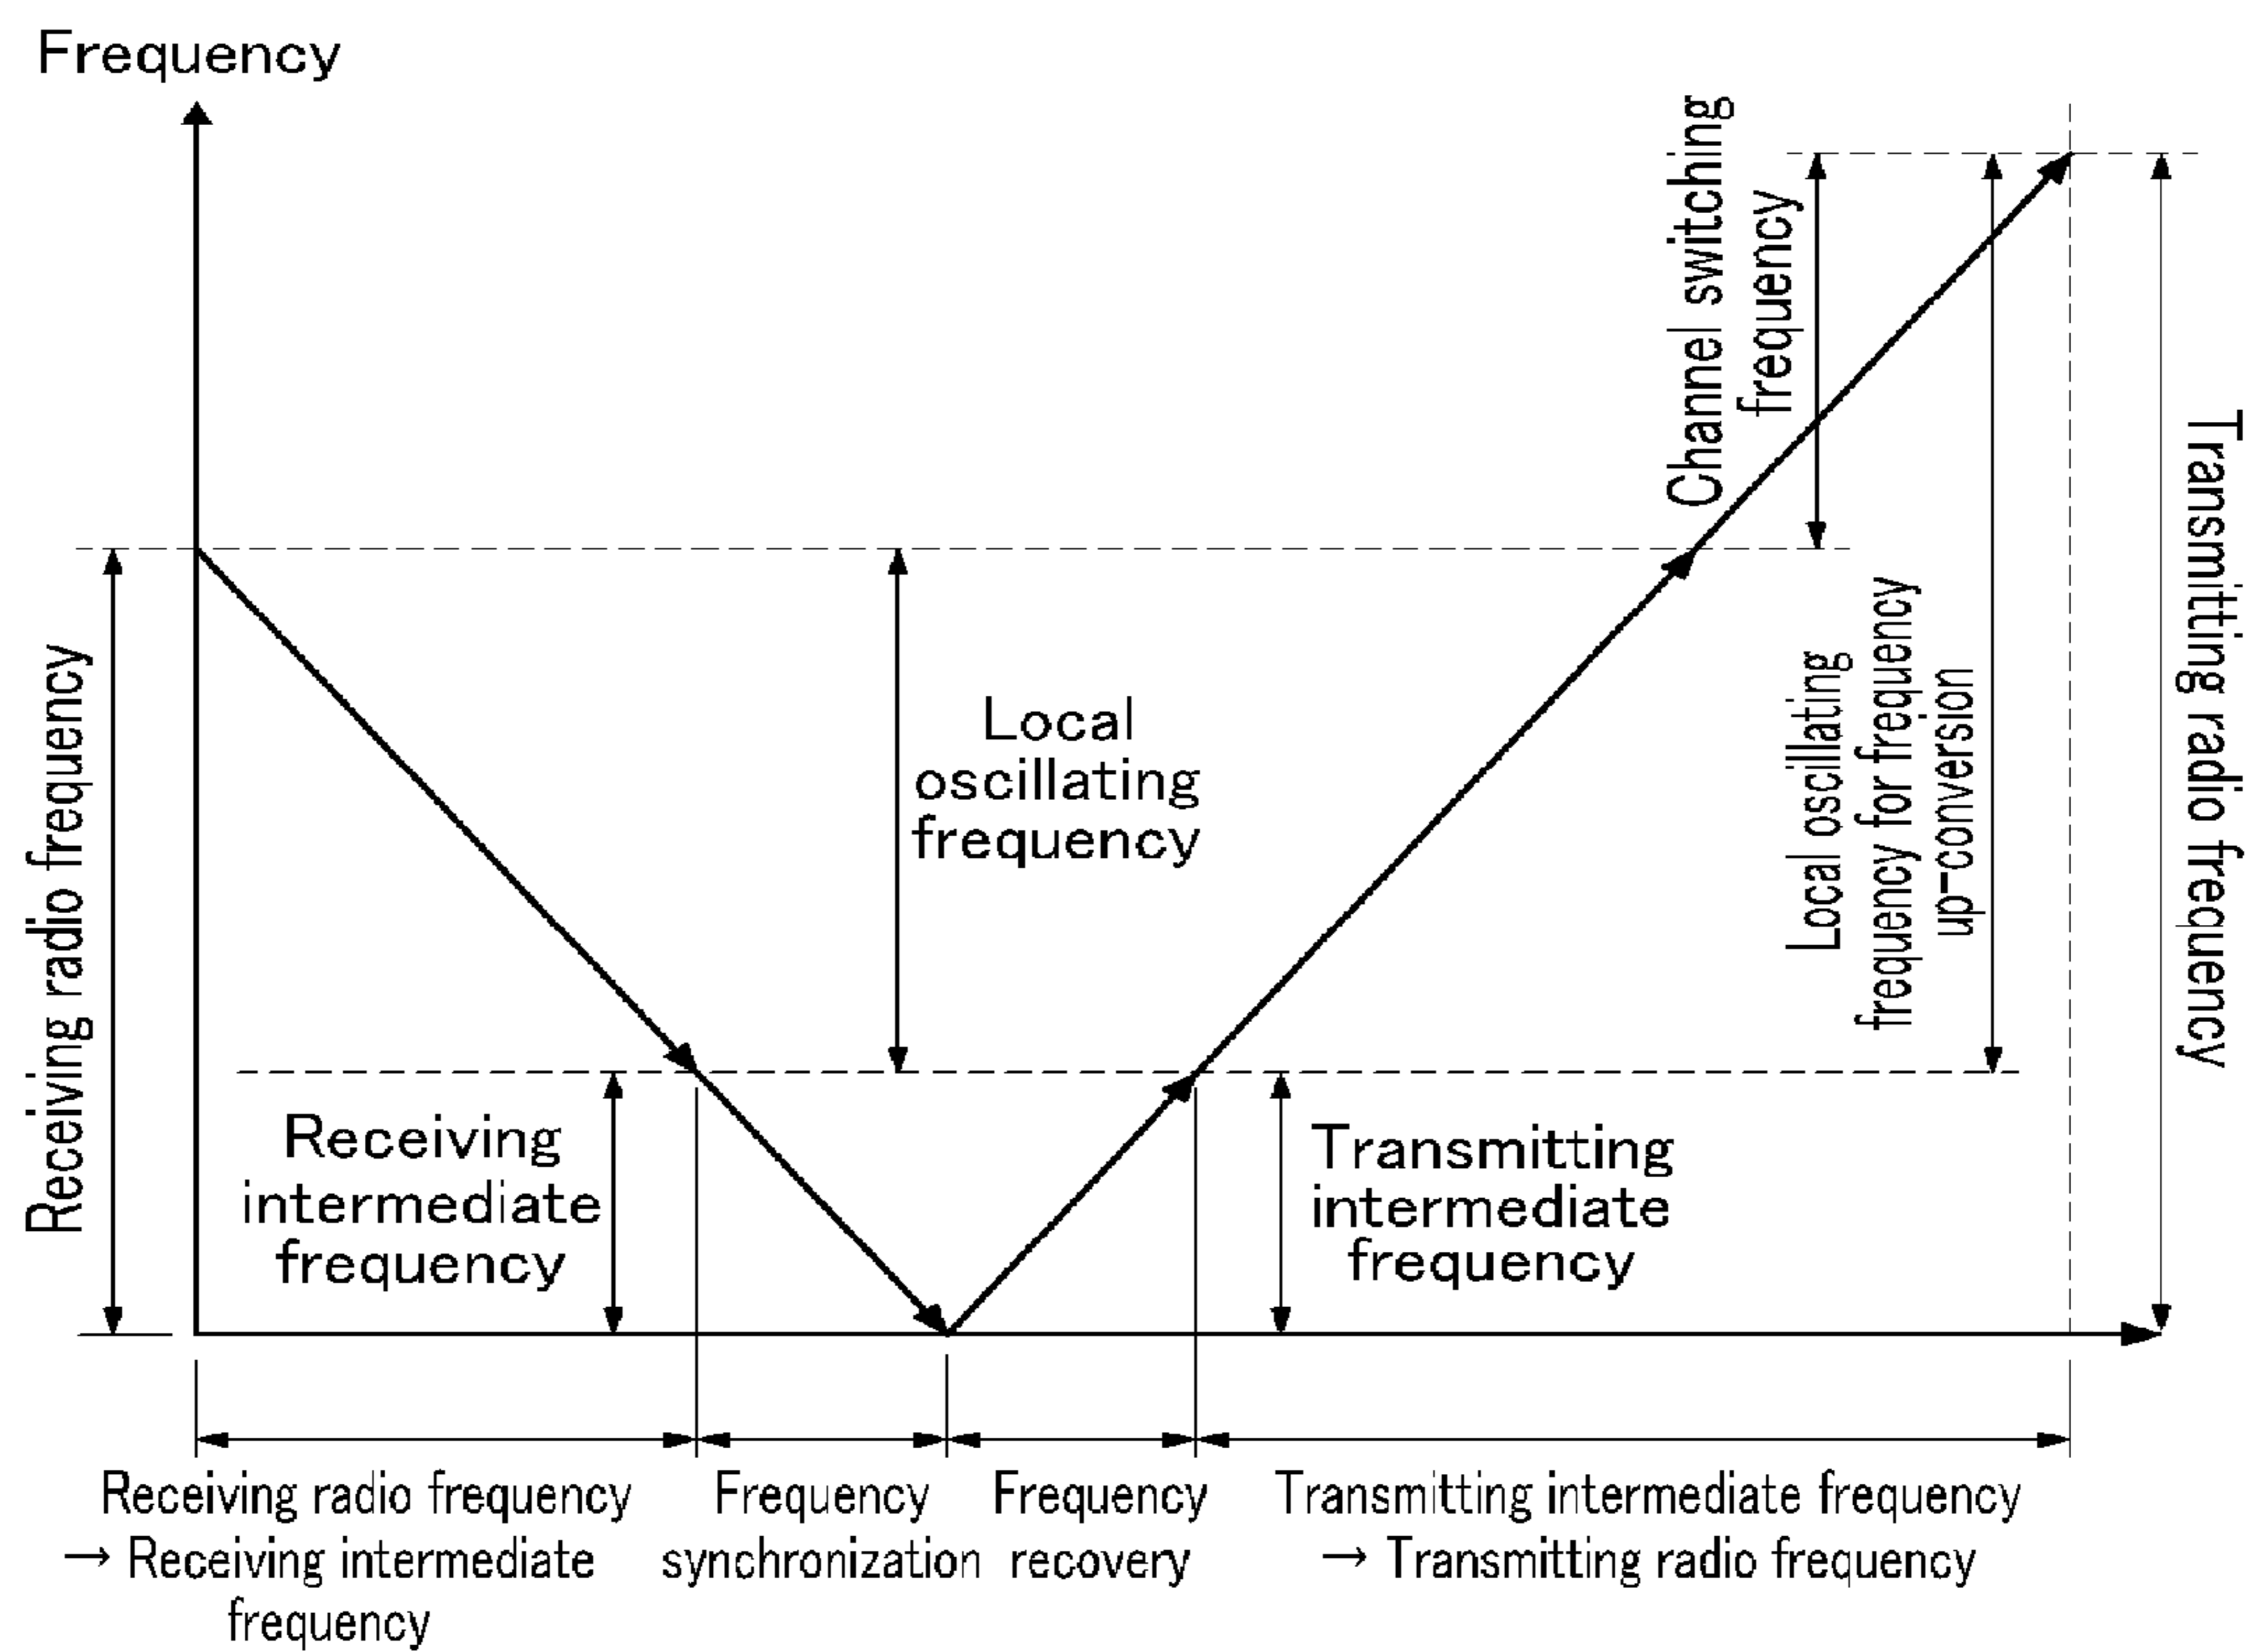 Frequency
Channel switching
frequency
Receiving radio frequency
Local
oscillating
frequency
Local oscillating
frequency for frequency
up-conversion
Transmitting radio frequency
Receiving
intermediate
frequency
Transmitting
intermediate
frequency
Receiving radio frequency
→ Receiving intermediate
frequency
Frequency
synchronization
Frequency
recovery
Transmitting intermediate frequency
→ Transmitting radio frequency